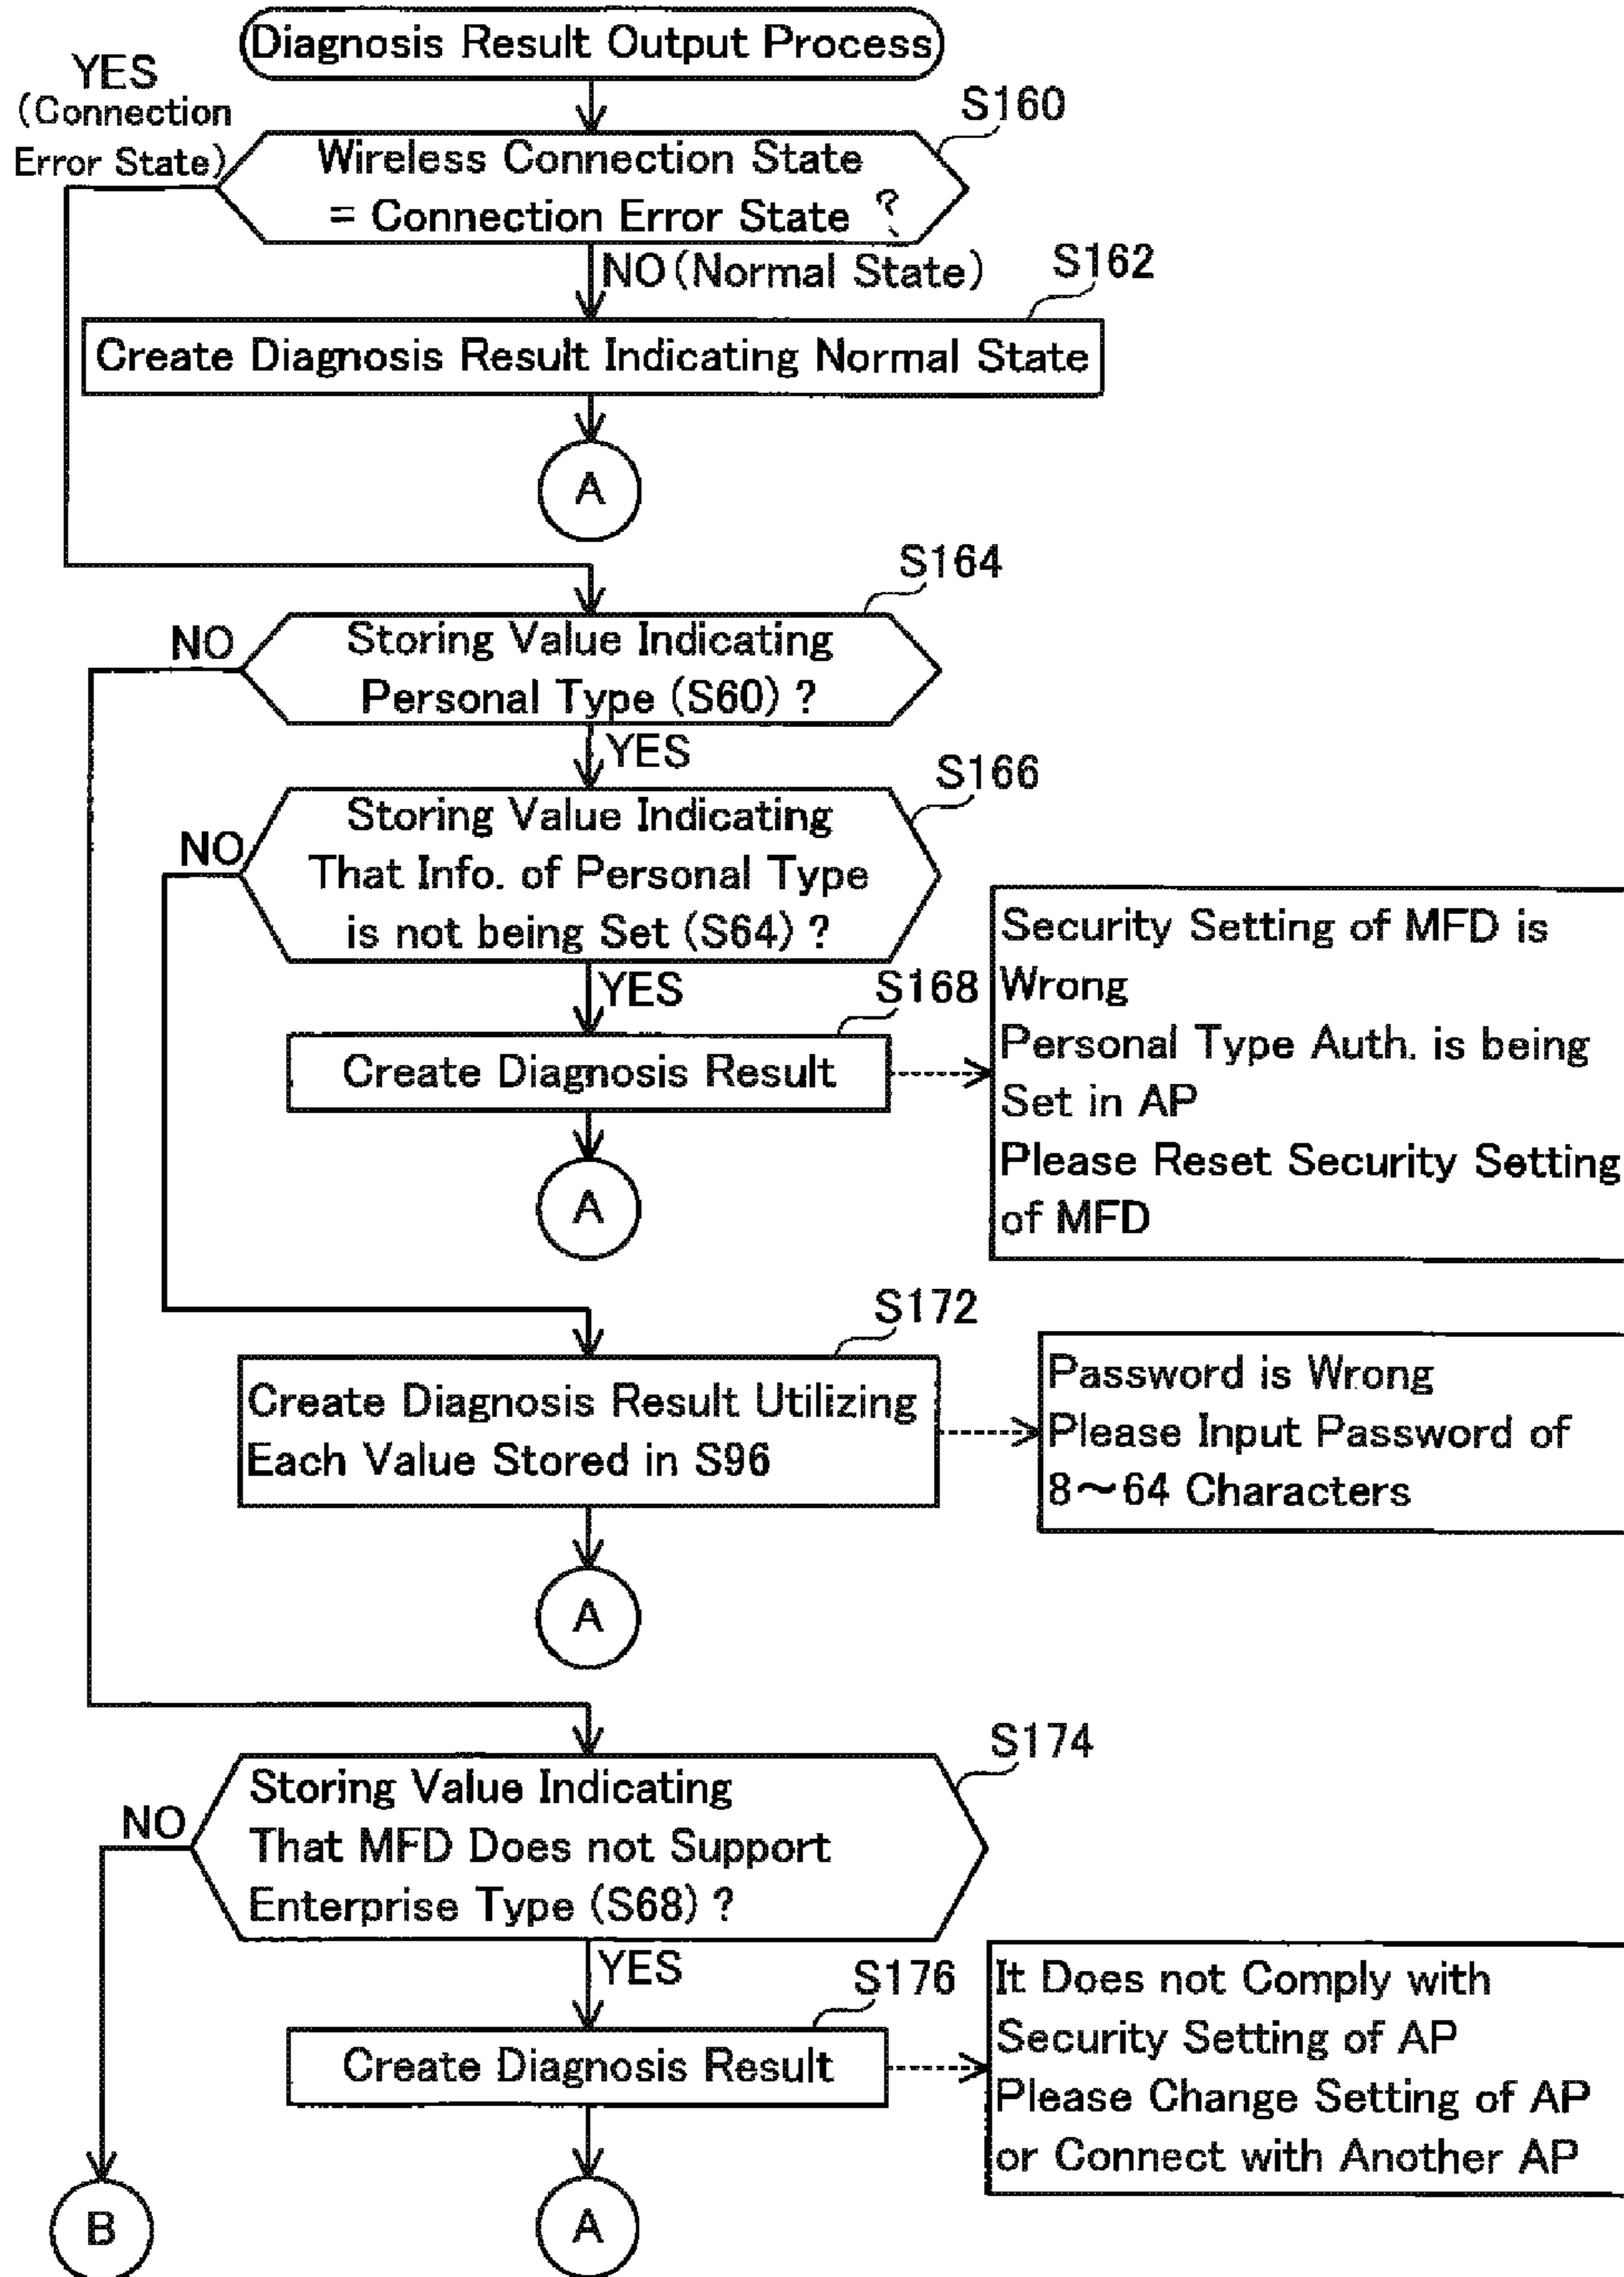 Diagnosis Result Output Process
YES
(Connection
Error State)
S160
Wireless Connection State
= Connection Error State ?
NO (Normal State)
S162
Create Diagnosis Result Indicating Normal State
A
S164
NO
Storing Value Indicating
Personal Type (S60) ?
YES
S166
NO
Storing Value Indicating
That Info. of Personal Type
is not being Set (S64) ?
YES
S168
Create Diagnosis Result
Security Setting of MFD is
Wrong
Personal Type Auth. is being
Set in AP
Please Reset Security Setting
of MFD
A
S172
Create Diagnosis Result Utilizing
Each Value Stored in S96
Password is Wrong
Please Input Password of
8～64 Characters
A
S174
NO
Storing Value Indicating
That MFD Does not Support
Enterprise Type (S68) ?
YES
S176
Create Diagnosis Result
It Does not Comply with
Security Setting of AP
Please Change Setting of AP
or Connect with Another AP
B
A